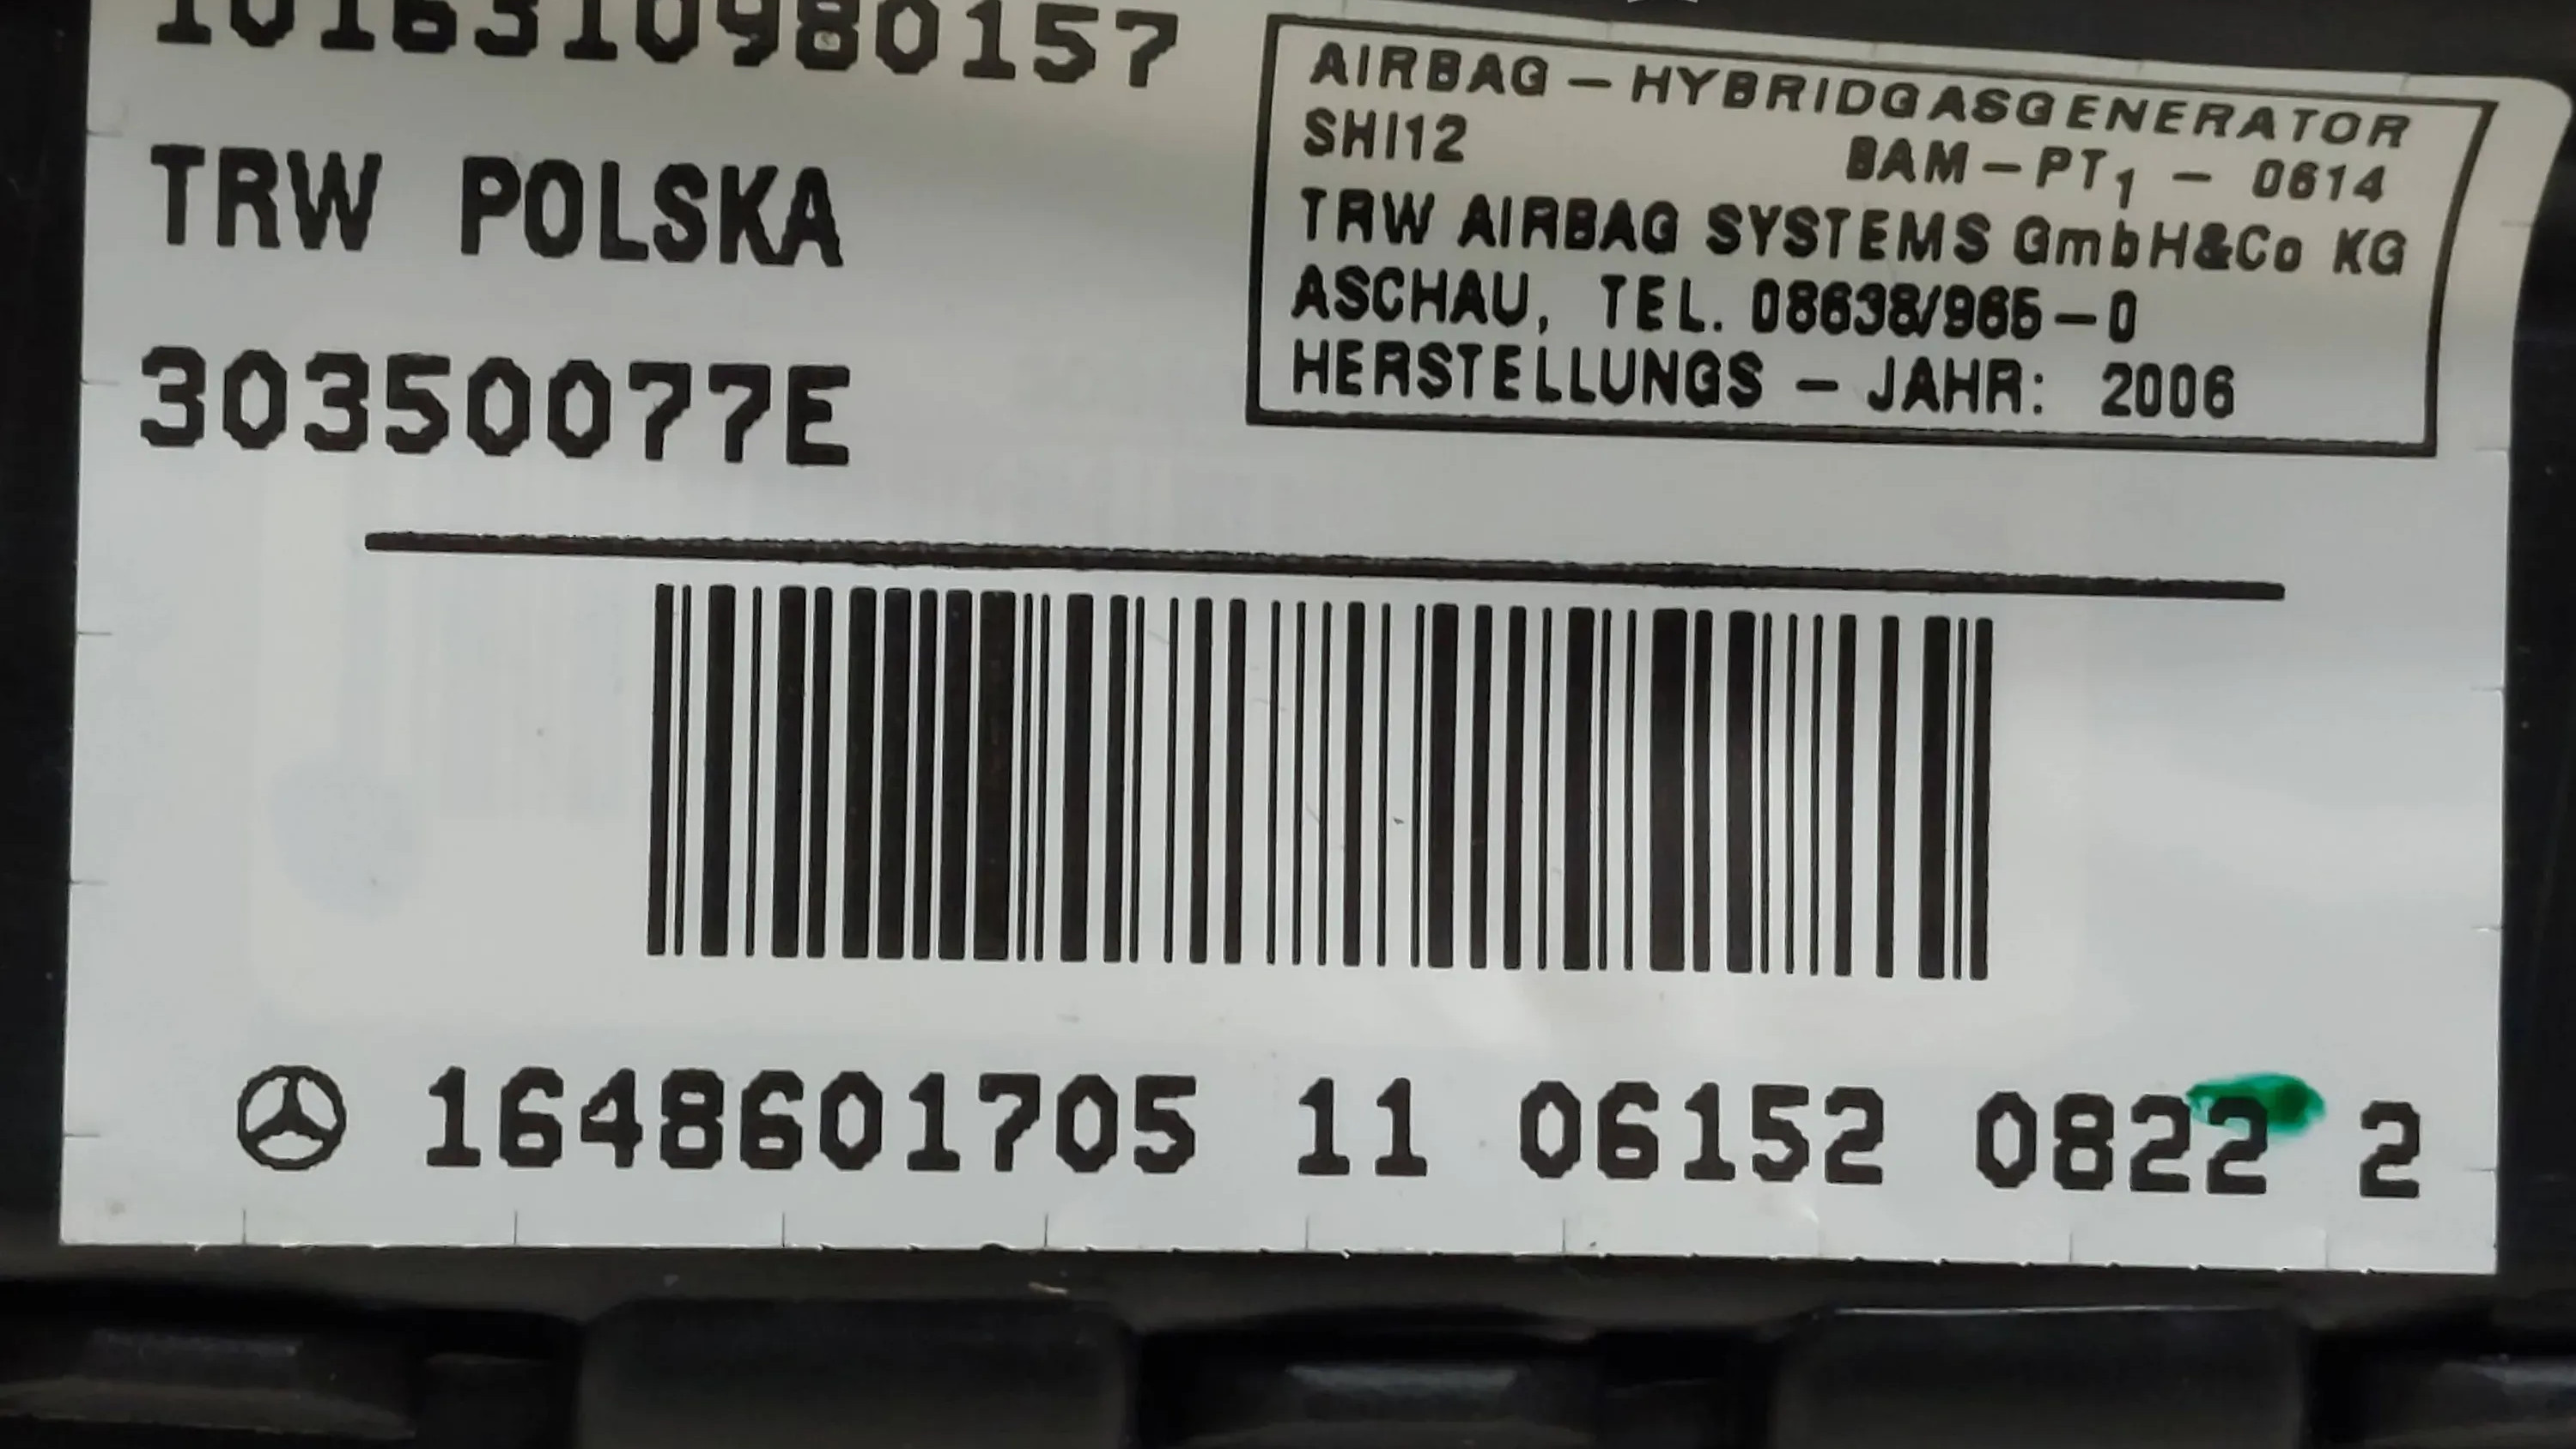 1016310980157
TRW POLSKA
30350077E
AIRBAG – HYBRIDGASGENERATOR
SHI12 BAM – PT1 – 0614
TRW AIRBAG SYSTEMS GmbH&Co KG
ASCHAU, TEL. 08638/965 – 0
HERSTELLUNGS – JAHR: 2006
1648601705 11 06152 0822 2